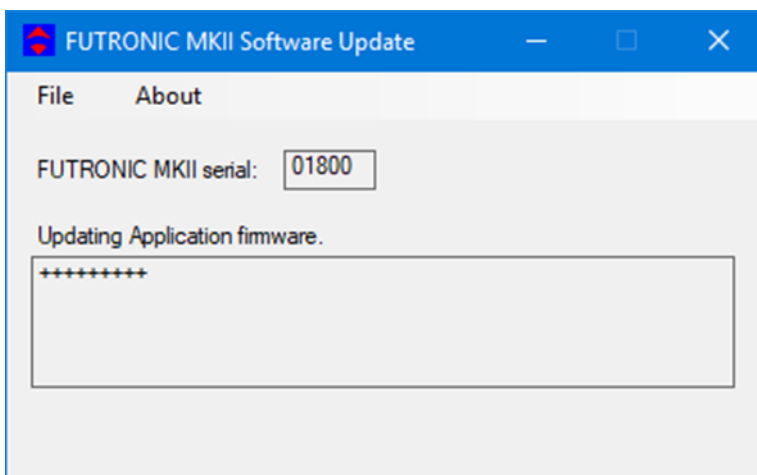 FUTRONIC MKII Software Update
File About
FUTRONIC MKII serial: 01800
Updating Application firmware.
+++++++++